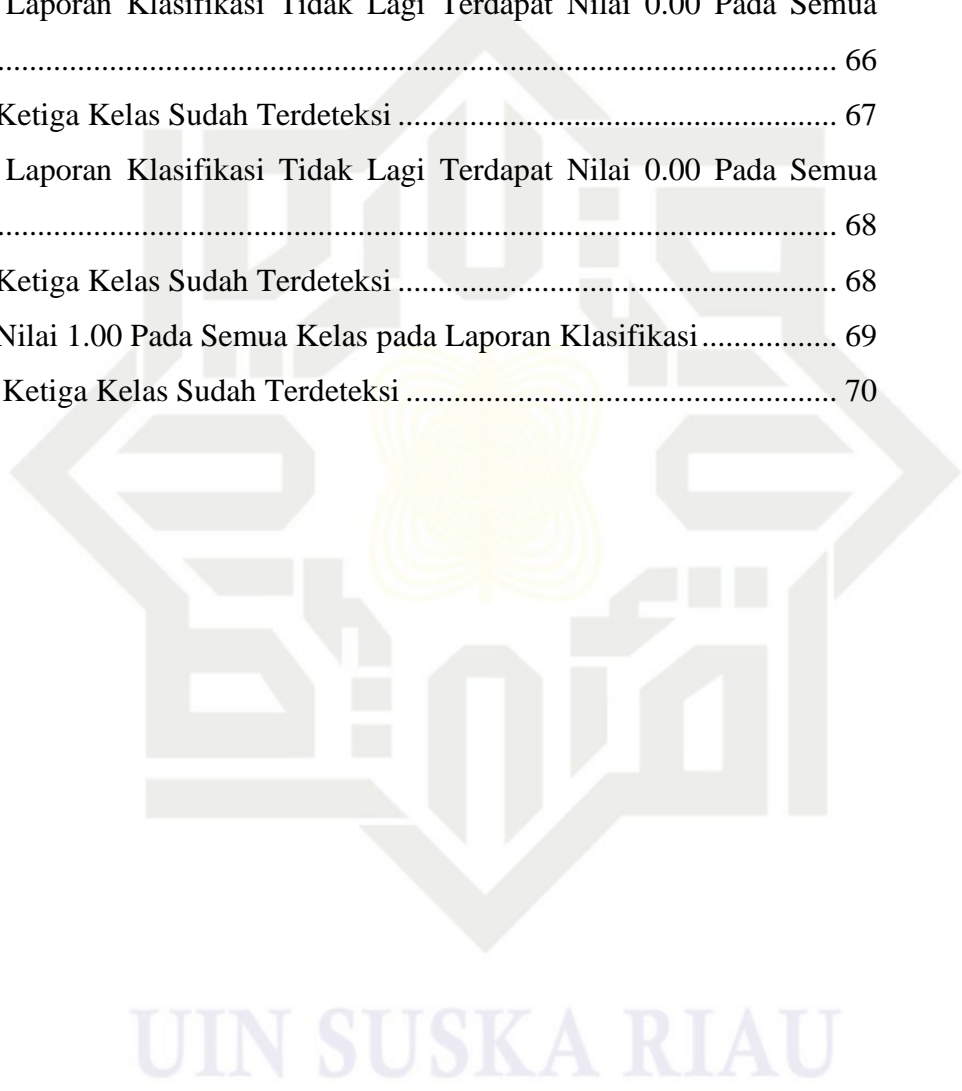 Laporan Klasifikasi Tidak Lagi Terdapat Nilai 0.00 Pada Semua
........................................................................................................ 66
Ketiga Kelas Sudah Terdeteksi ....................................................... 67
Laporan Klasifikasi Tidak Lagi Terdapat Nilai 0.00 Pada Semua
........................................................................................................ 68
Ketiga Kelas Sudah Terdeteksi ....................................................... 68
Nilai 1.00 Pada Semua Kelas pada Laporan Klasifikasi ................. 69
Ketiga Kelas Sudah Terdeteksi ...................................................... 70
UIN SUSKA RIAU